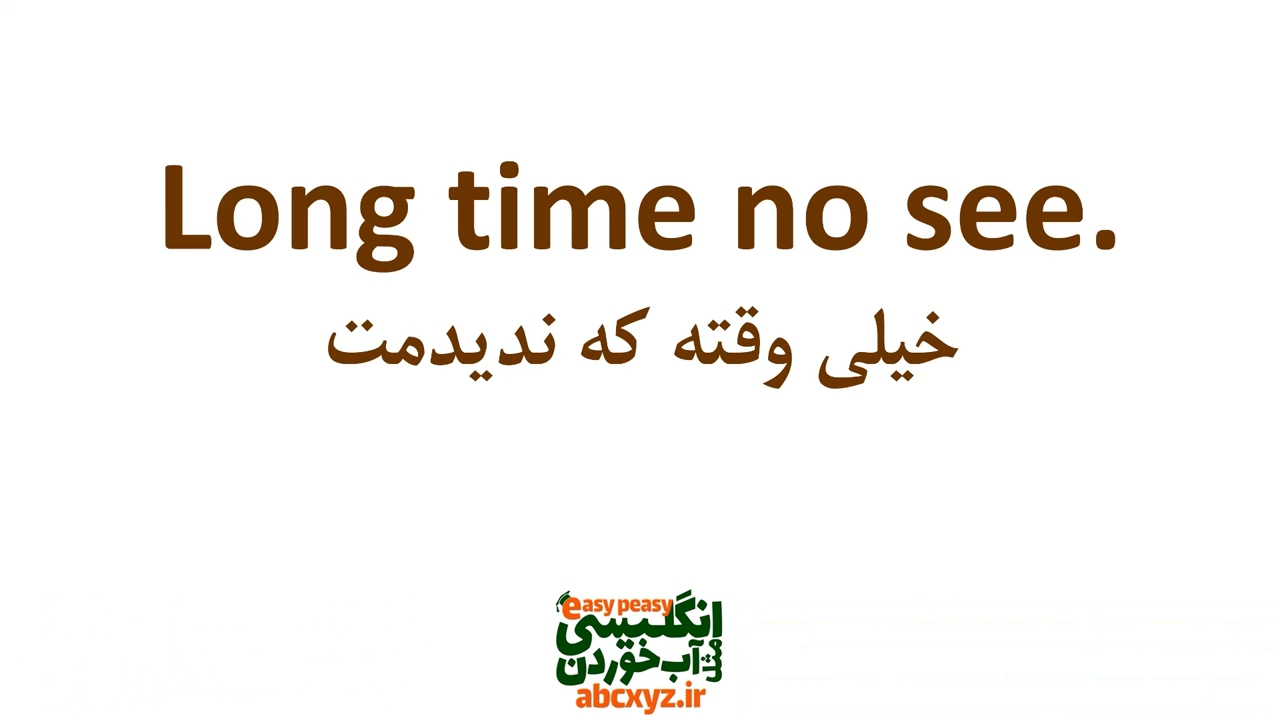 Long time no see.
خیلی وقته که ندیدمت
easy peasy
انگلیسی
مثل آب خوردن
abcxyz.ir